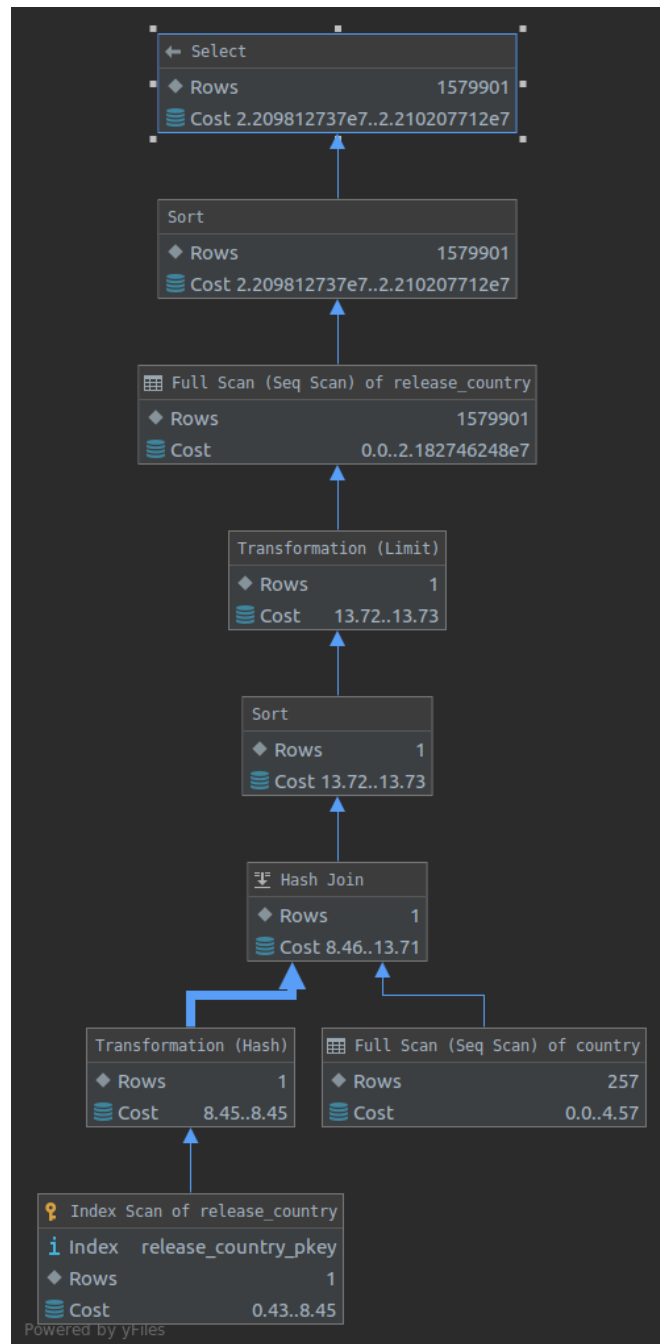 Select
Rows 1579901
Cost 2.209812737e7..2.210207712e7
Sort
Rows 1579901
Cost 2.209812737e7..2.210207712e7
Full Scan (Seq Scan) of release_country
Rows 1579901
Cost 0.0..2.182746248e7
Transformation (Limit)
Rows 1
Cost 13.72..13.73
Sort
Rows 1
Cost 13.72..13.73
Hash Join
Rows 1
Cost 8.46..13.71
Transformation (Hash)
Rows 1
Cost 8.45..8.45
Full Scan (Seq Scan) of country
Rows 257
Cost 0.0..4.57
Index Scan of release_country
Index release_country_pkey
Rows 1
Cost 0.43..8.45
Powered by yFiles